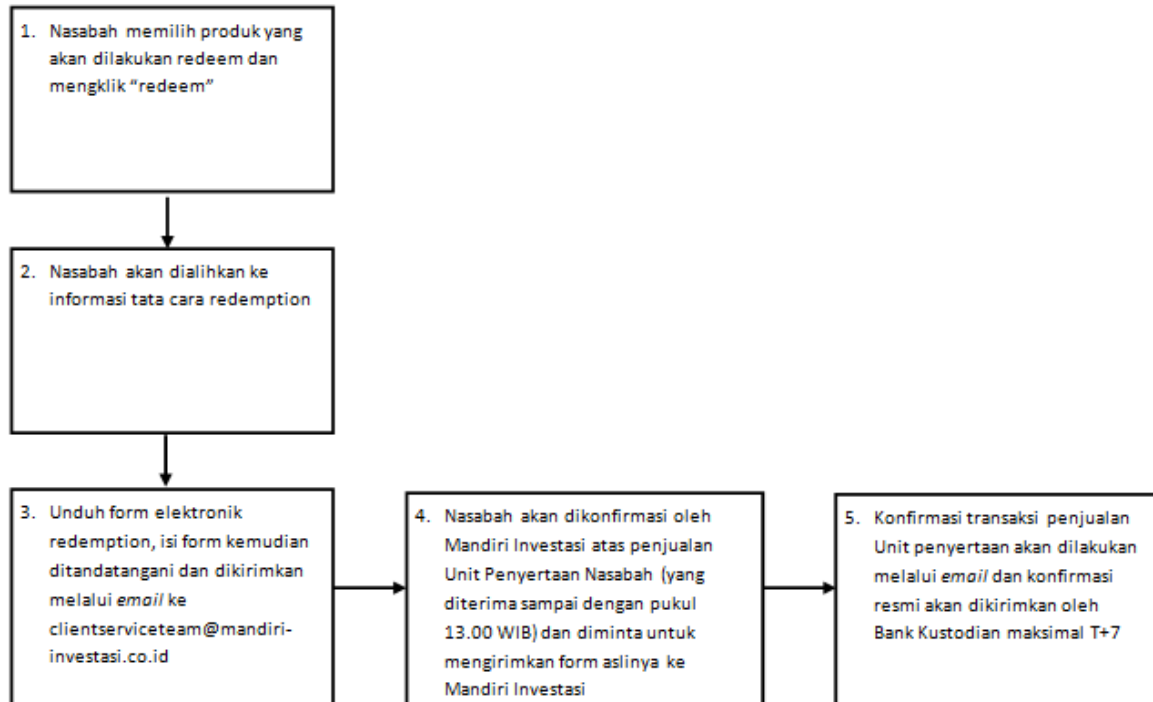 1. Nasabah memilih produk yang
akan dilakukan redeem dan
mengklik “redeem”
2. Nasabah akan dialihkan ke
informasi tata cara redemption
3. Unduh form elektronik
redemption, isi form kemudian
ditandatangani dan dikirimkan
melalui email ke
clientserviceteam@mandiri-
investasi.co.id
4. Nasabah akan dikonfirmasi oleh
Mandiri Investasi atas penjualan
Unit Penyertaan Nasabah (yang
diterima sampai dengan pukul
13.00 WIB) dan diminta untuk
mengirimkan form aslinya ke
Mandiri Investasi
5. Konfirmasi transaksi penjualan
Unit penyertaan akan dilakukan
melalui email dan konfirmasi
resmi akan dikirimkan oleh
Bank Kustodian maksimal T+7